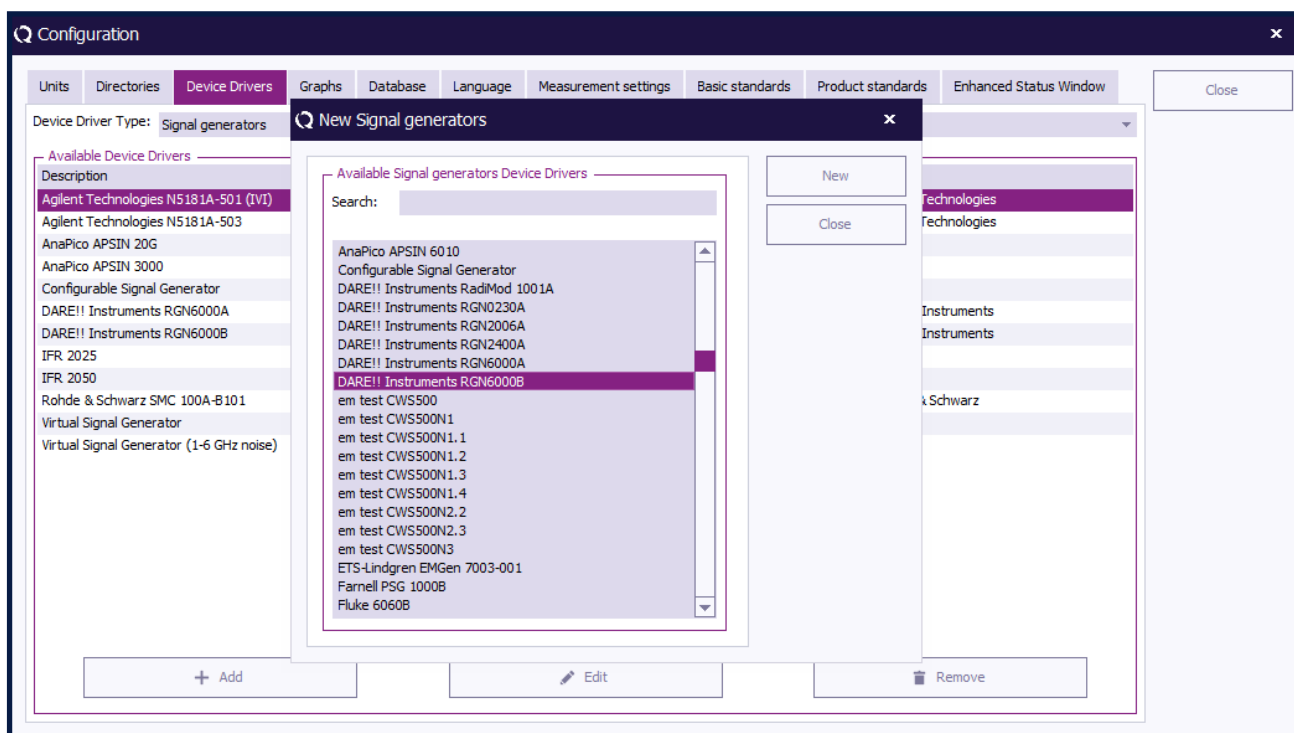 Configuration
Units Directories Device Drivers Graphs Database Language Measurement settings Basic standards Product standards Enhanced Status Window
Close
Device Driver Type: Signal generators
Available Device Drivers
Description
Agilent Technologies N5181A-501 (IVI)
Technologies
Agilent Technologies N5181A-503
Technologies
AnaPico APSIN 20G
AnaPico APSIN 3000
Configurable Signal Generator
DARE!! Instruments RGN6000A
Instruments
DARE!! Instruments RGN6000B
Instruments
IFR 2025
IFR 2050
Rohde & Schwarz SMC 100A-B101
& Schwarz
Virtual Signal Generator
Virtual Signal Generator (1-6 GHz noise)
New Signal generators
Available Signal generators Device Drivers
Search:
New
Close
AnaPico APSIN 6010
Configurable Signal Generator
DARE!! Instruments RadiMod 1001A
DARE!! Instruments RGN0230A
DARE!! Instruments RGN2006A
DARE!! Instruments RGN2400A
DARE!! Instruments RGN6000A
DARE!! Instruments RGN6000B
em test CWS500
em test CWS500N1
em test CWS500N1.1
em test CWS500N1.2
em test CWS500N1.3
em test CWS500N1.4
em test CWS500N2.2
em test CWS500N2.3
em test CWS500N3
ETS-Lindgren EMGen 7003-001
Farnell PSG 1000B
Fluke 6060B
Add
Edit
Remove